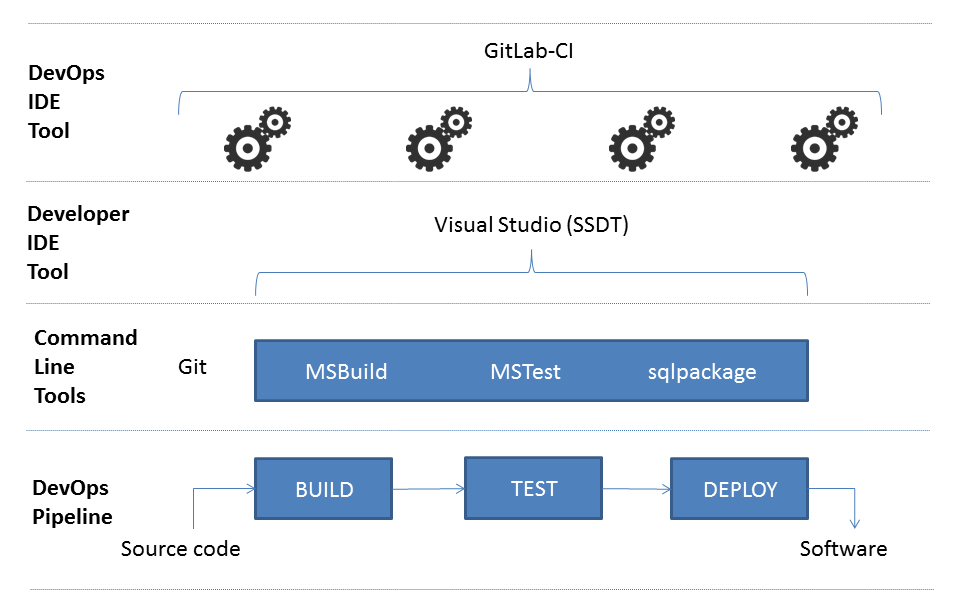 GitLab-CI
DevOps
IDE
Tool
Developer
IDE
Tool
Visual Studio (SSDT)
Command
Line
Tools
Git
MSBuild
MSTest
sqlpackage
DevOps
Pipeline
BUILD
TEST
DEPLOY
Source code
Software